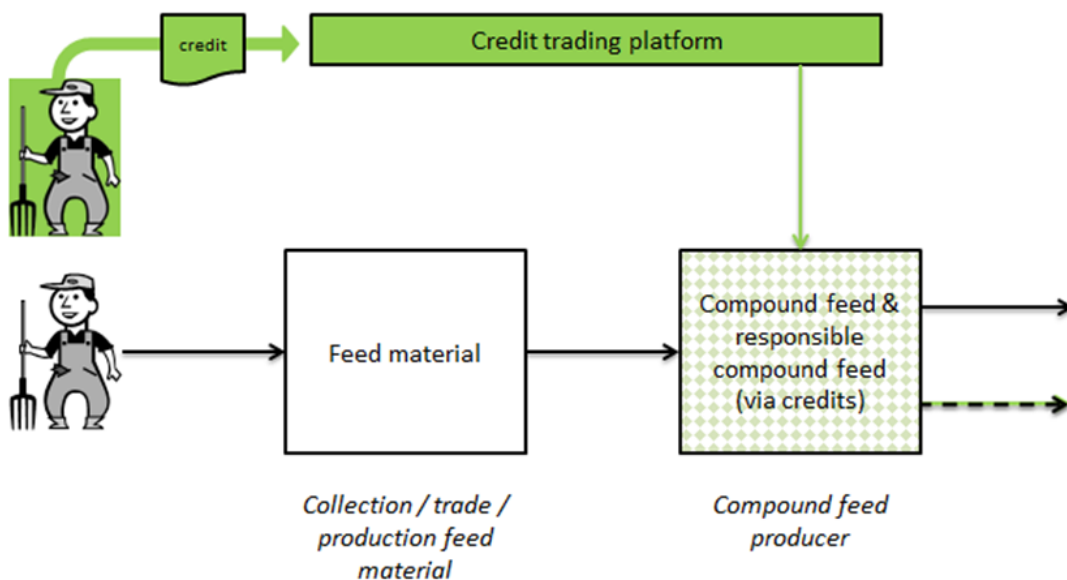 credit
Credit trading platform
Feed material
Compound feed &
responsible
compound feed
(via credits)
Collection / trade /
production feed
material
Compound feed
producer